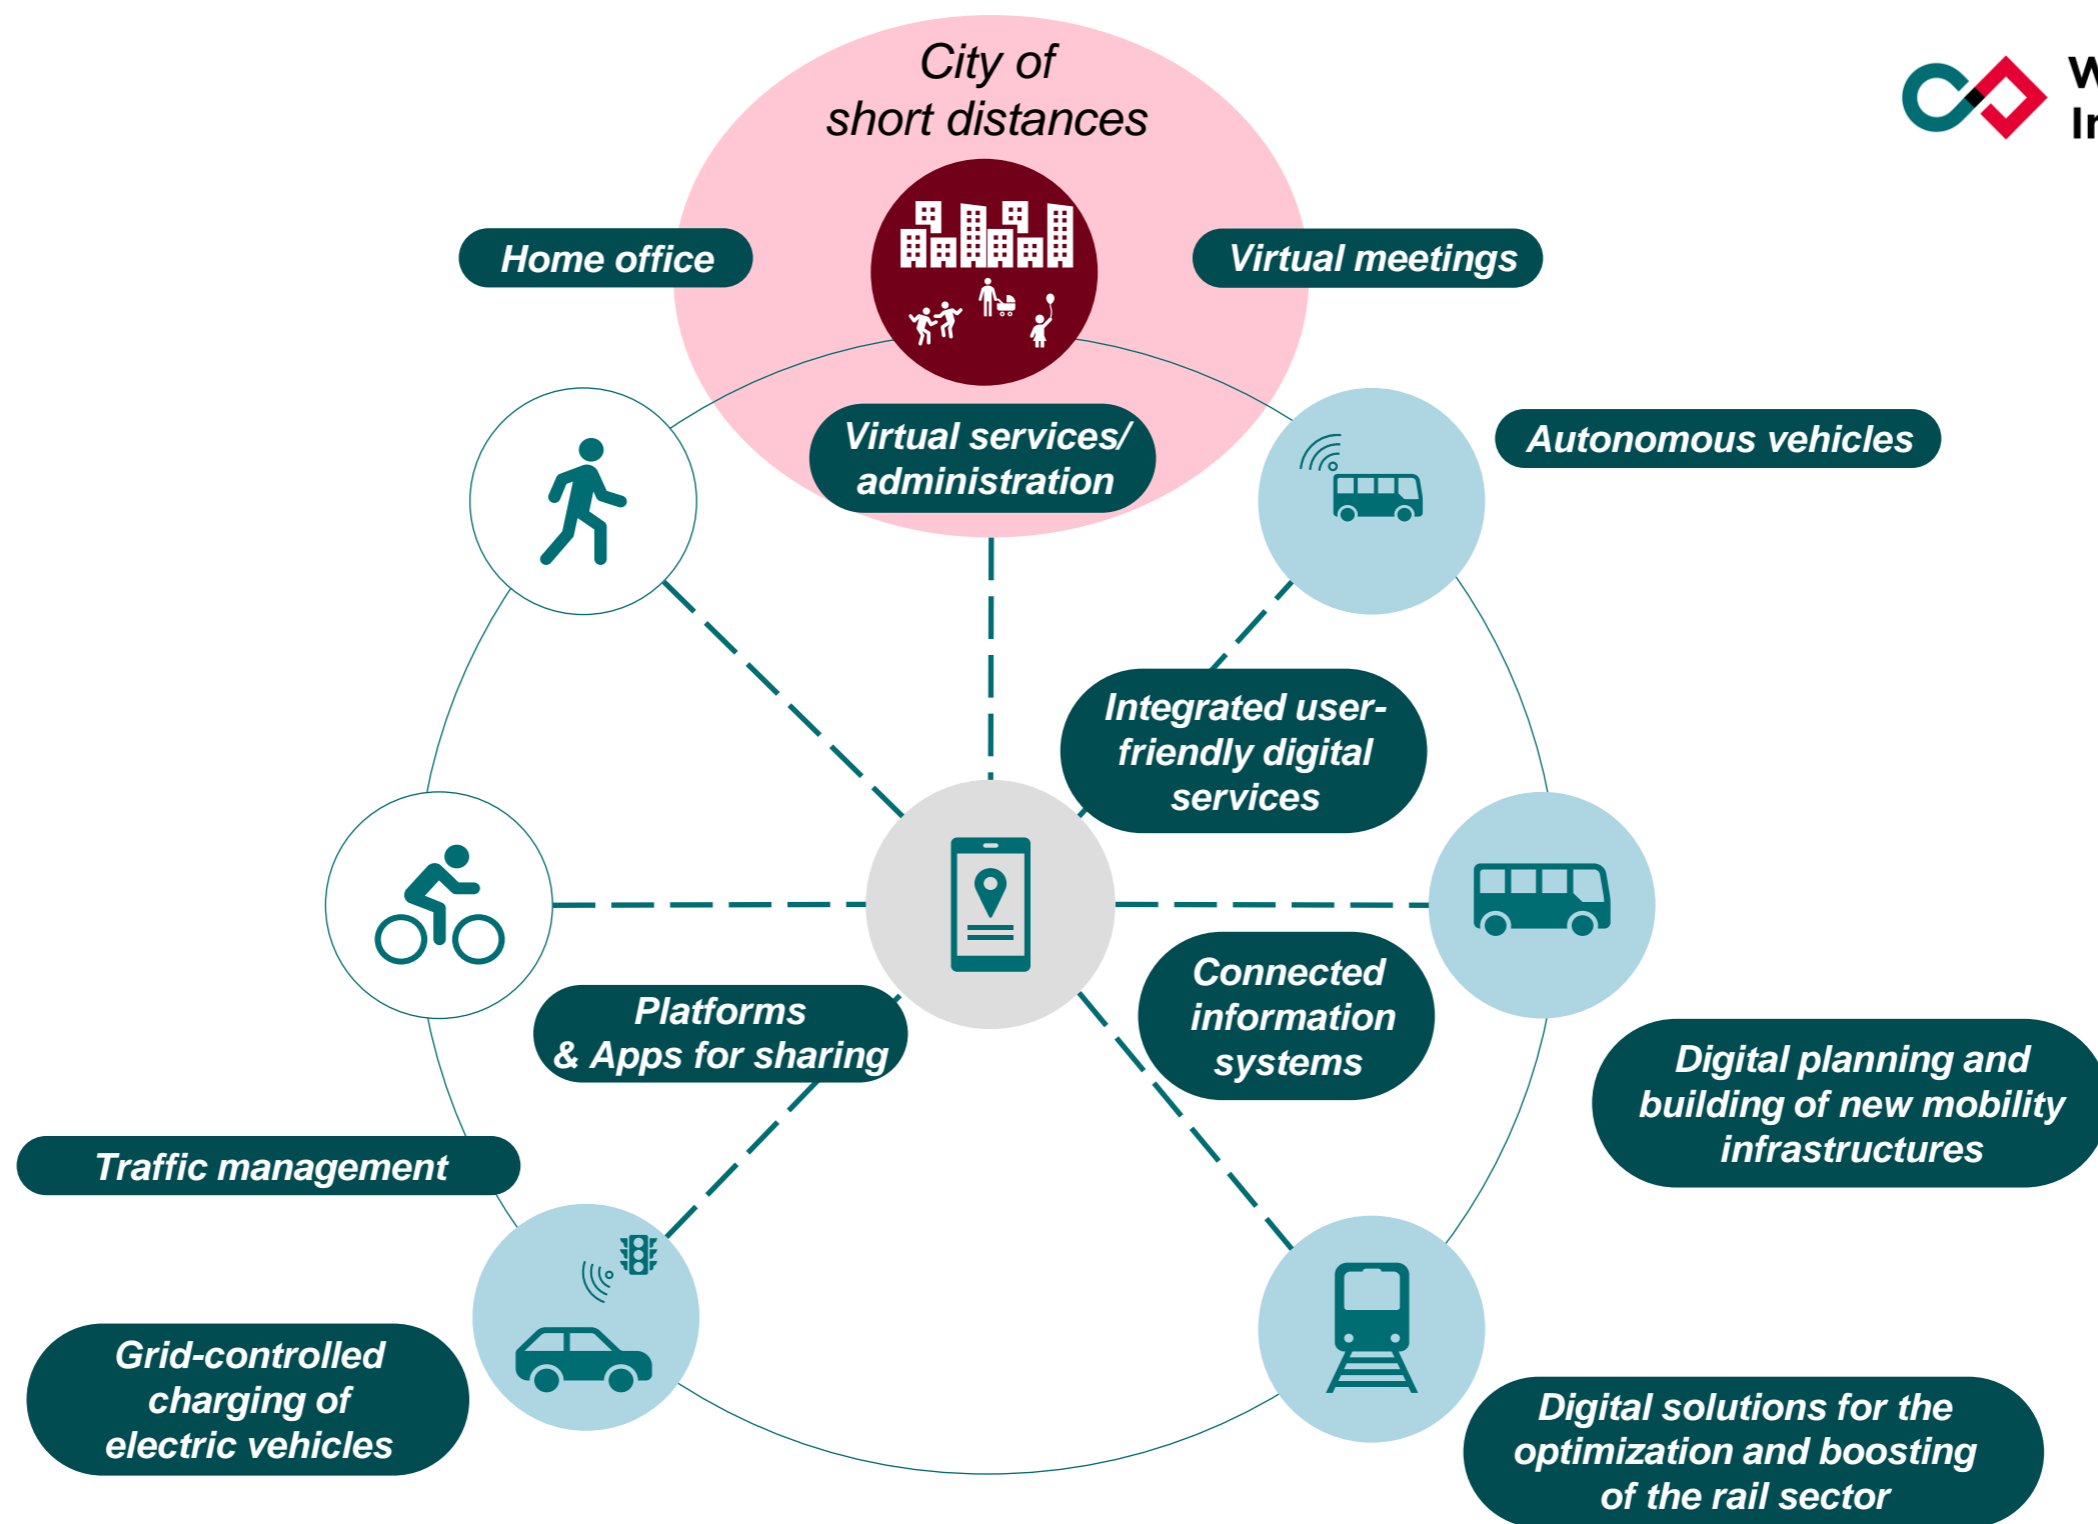 City of
short distances
Home office
Virtual meetings
Virtual services/
administration
Autonomous vehicles
Integrated user-
friendly digital
services
Connected
information
systems
Platforms
& Apps for sharing
Digital planning and
building of new mobility
infrastructures
Traffic management
Grid-controlled
charging of
electric vehicles
Digital solutions for the
optimization and boosting
of the rail sector